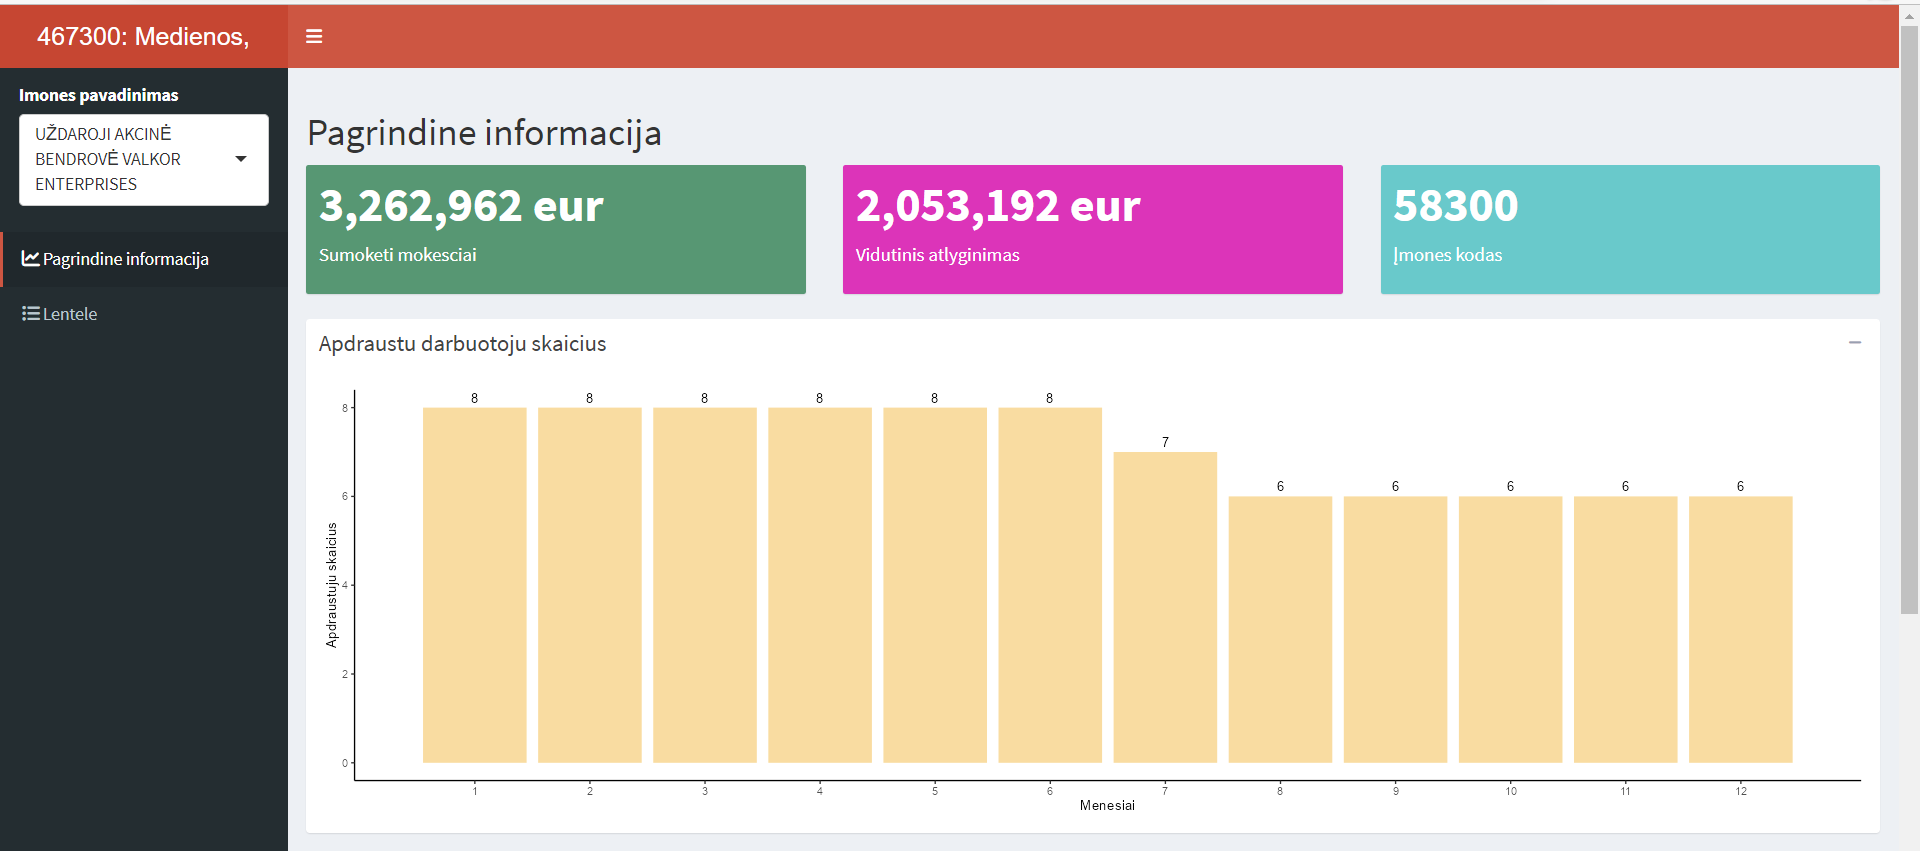 467300: Medienos,
Imones pavadinimas
UŽDAROJI AKCINĖ
BENDROVĖ VALKOR
ENTERPRISES
Pagrindine informacija
Lentele
Pagrindine informacija
3,262,962 eur
Sumoketi mokesciai
2,053,192 eur
Vidutinis atlyginimas
58300
Įmones kodas
Apdraustu darbuotoju skaicius
8 8 8 8 8 8 7 6 6 6 6 6
8
6
4
2
0
Apdraustuju skaicius
1 2 3 4 5 6 7 8 9 10 11 12
Menesiai